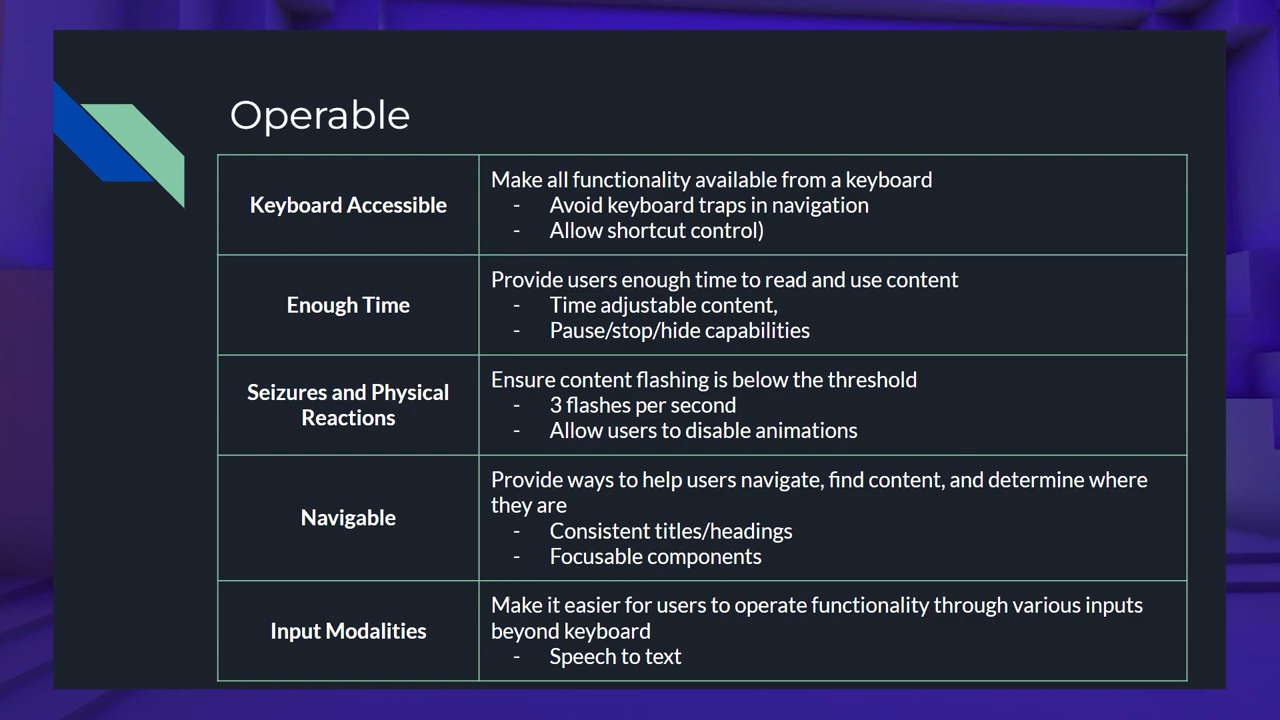 Operable
Keyboard Accessible
Make all functionality available from a keyboard
- Avoid keyboard traps in navigation
- Allow shortcut control)
Enough Time
Provide users enough time to read and use content
- Time adjustable content,
- Pause/stop/hide capabilities
Seizures and Physical
Reactions
Ensure content flashing is below the threshold
- 3 flashes per second
- Allow users to disable animations
Navigable
Provide ways to help users navigate, find content, and determine where
they are
- Consistent titles/headings
- Focusable components
Input Modalities
Make it easier for users to operate functionality through various inputs
beyond keyboard
- Speech to text